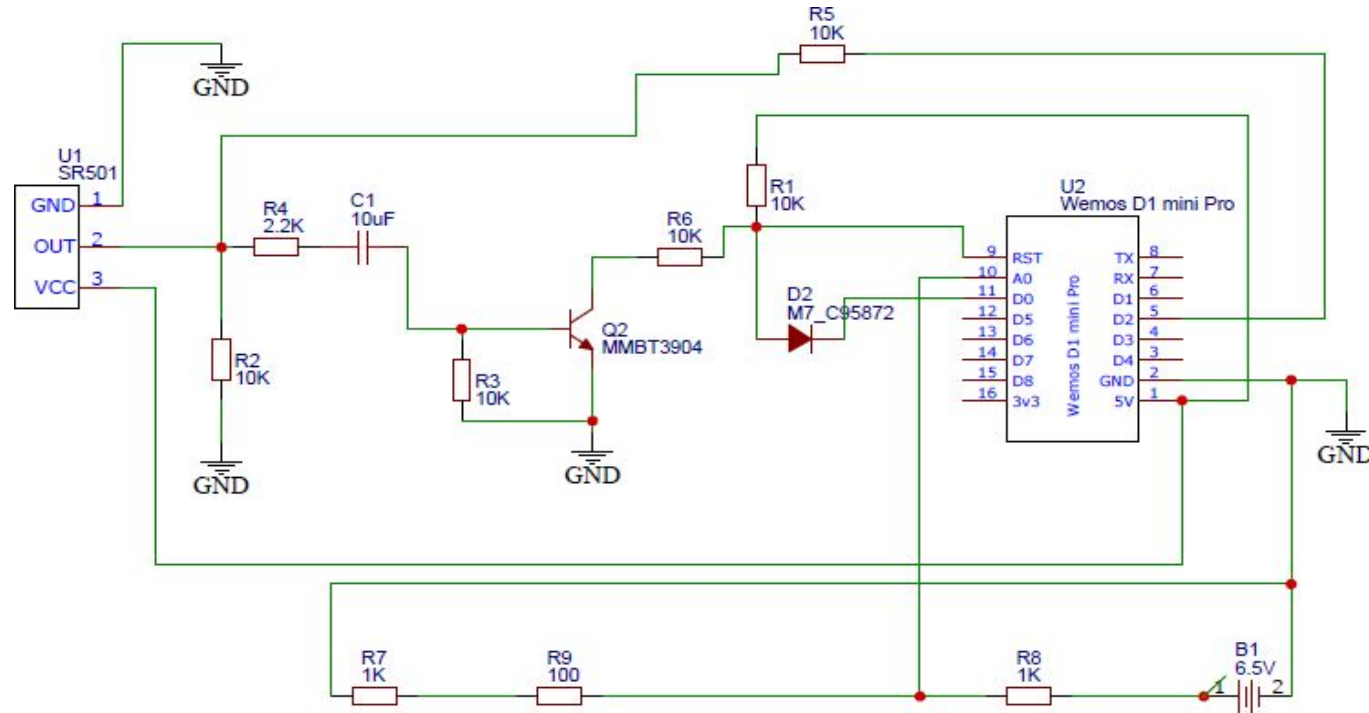 R5
10K
GND
U1
SR501
GND 1
OUT 2
VCC 3
R4
2.2K
C1
10uF
R1
10K
R6
10K
U2
Wemos D1 mini Pro
9 RST TX 8
10 A0 RX 7
11 D0 D1 6
12 D5 D2 5
13 D6 D3 4
14 D7 D4 3
15 D8 GND 2
16 3v3 5V 1
Wemos D1 mini Pro
D2
M7_C95872
Q2
MMBT3904
R2
10K
R3
10K
GND
GND
GND
R7
1K
R9
100
R8
1K
B1
6.5V
1 2